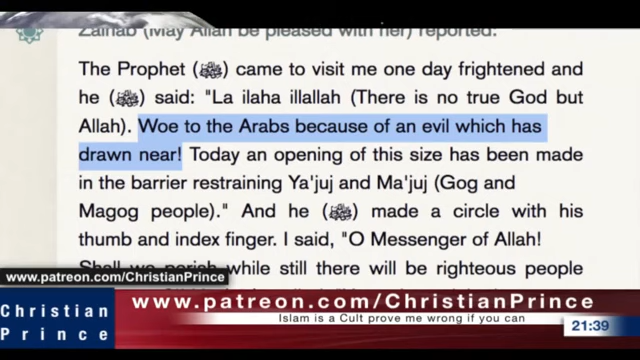 Zainab (May Allah be pleased with her) reported:
The Prophet (ﷺ) came to visit me one day frightened and
he (ﷺ) said: "La ilaha illallah (There is no true God but
Allah). Woe to the Arabs because of an evil which has
drawn near! Today an opening of this size has been made
in the barrier restraining Ya'juj and Ma'juj (Gog and
Magog people)." And he (ﷺ) made a circle with his
thumb and index finger. I said, "O Messenger of Allah!
Shall we perish while still there will be righteous people
www.patreon.com/ChristianPrince
www.patreon.com/ChristianPrince
Christian
Prince
Islam is a Cult prove me wrong if you can
21:39